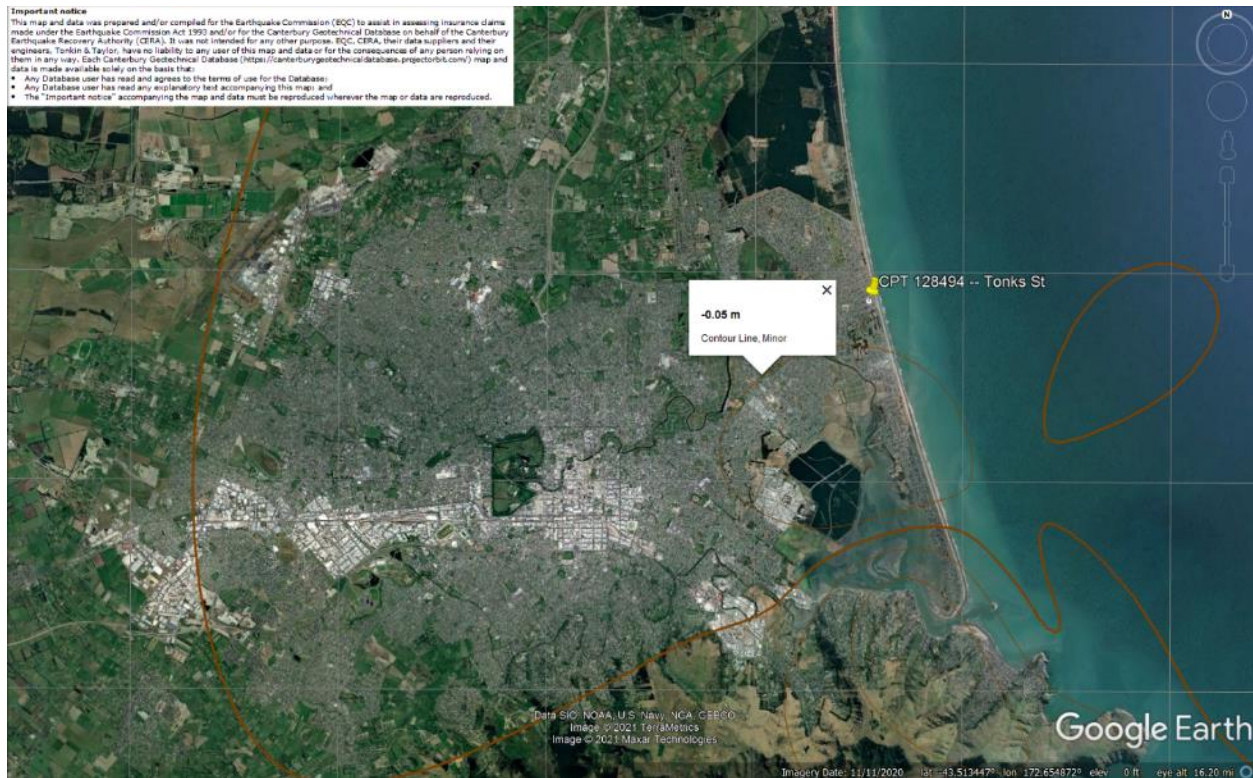 Important notice
This map and data was prepared and/or compiled for the Earthquake Commission (EQC) to assist in assessing insurance claims
made under the Earthquake Commission Act 1993 and/or for the Canterbury Geotechnical Database on behalf of the Canterbury
Earthquake Recovery Authority (CERA). It was not intended for any other purpose. EQC, CERA, their data suppliers and their
engineers, Tonkin & Taylor, have no liability to any user of this map and data or for the consequences of any person relying on
them in any way. Each Canterbury Geotechnical Database (https://canterburygeotechnicaldatabase.projectorbit.com/) map and
data is made available solely on the basis that:
• Any Database user has read and agrees to the terms of use for the Database;
• Any Database user has read any explanatory text accompanying this map; and
• The "Important notice" accompanying the map and data must be reproduced wherever the map or data are reproduced.
N
CPT 128494 -- Tonks St
-0.05 m
Contour Line, Minor
Data SIO, NOAA, U.S. Navy, NGA, GEBCO
Image © 2021 TerraMetrics
Image © 2021 Maxar Technologies
Google Earth
Imagery Date: 11/11/2020 lat -43.513447° lon 172.654872° elev 0 ft eye alt 16.20 mi